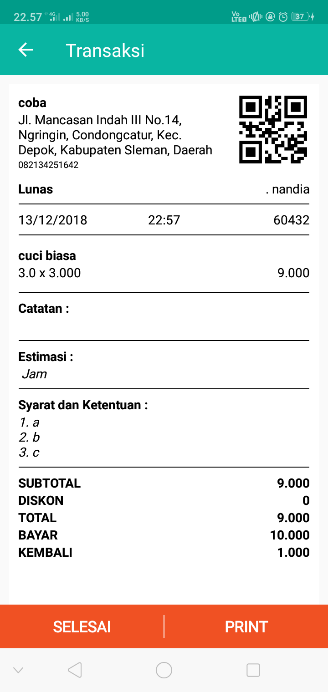 22.57 4G 5.00 KB/S Vo LTE 37
Transaksi
coba
Jl. Mancasan Indah III No.14,
Ngringin, Condongcatur, Kec.
Depok, Kabupaten Sleman, Daerah
082134251642
Lunas . nandia
13/12/2018 22:57 60432
cuci biasa
3.0 x 3.000 9.000
Catatan :
Estimasi :
Jam
Syarat dan Ketentuan :
1. a
2. b
3. c
SUBTOTAL 9.000
DISKON 0
TOTAL 9.000
BAYAR 10.000
KEMBALI 1.000
SELESAI PRINT